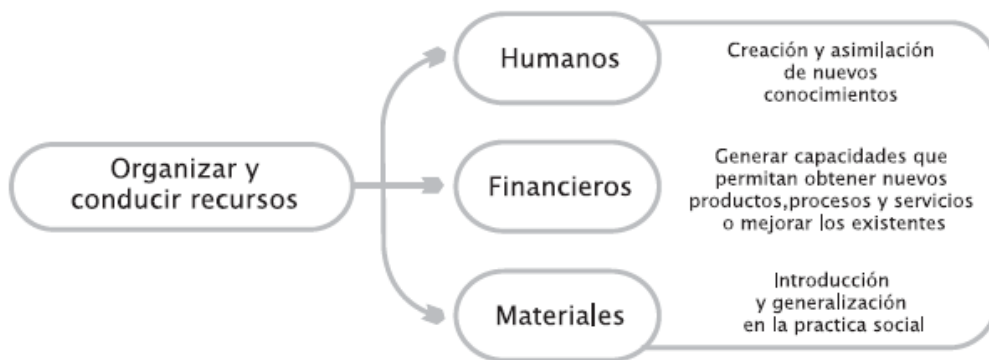 Organizar y
conducir recursos
Humanos
Creación y asimilación
de nuevos
conocimientos
Financieros
Generar capacidades que
permitan obtener nuevos
productos,procesos y servicios
o mejorar los existentes
Materiales
Introducción
y generalización
en la practica social